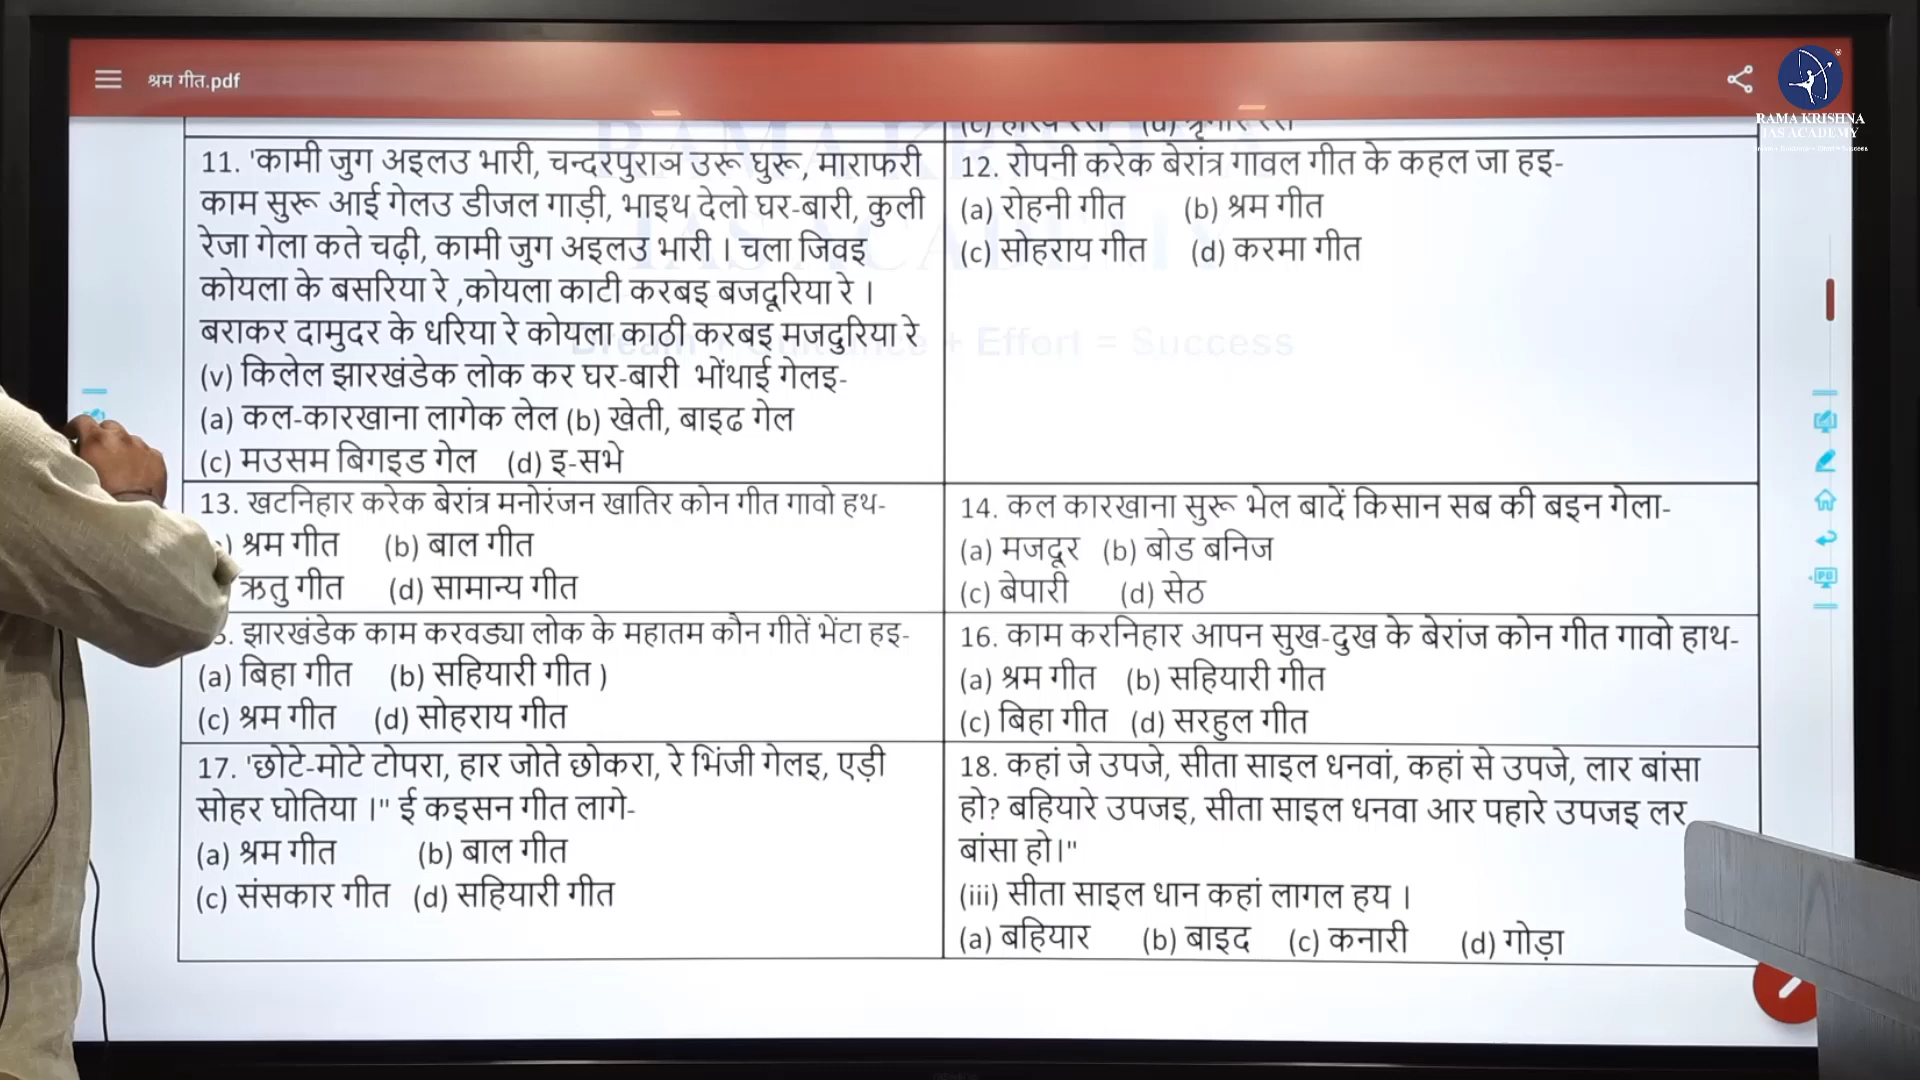 श्रम गीत.pdf
RAMA KRISHNA
IAS ACADEMY
11. 'कामी जुग अइलउ भारी, चन्दरपुराञ उरू घुरू, माराफरी
काम सुरू आई गेलउ डीजल गाड़ी, भाइथ देलो घर-बारी, कुली
रेजा गेला कते चढ़ी, कामी जुग अइलउ भारी । चला जिवइ
कोयला के बसरिया रे ,कोयला काटी करबइ बजदूरिया रे ।
बराकर दामुदर के धरिया रे कोयला काठी करबइ मजदुरिया रे
(v) किलेल झारखंडेक लोक कर घर-बारी भोंथाई गेलइ-
(a) कल-कारखाना लागेक लेल (b) खेती, बाइढ गेल
(c) मउसम बिगइड गेल (d) इ-सभे
12. रोपनी करेक बेरांत्र गावल गीत के कहल जा हइ-
(a) रोहनी गीत (b) श्रम गीत
(c) सोहराय गीत (d) करमा गीत
+ Effort = Success
13. खटनिहार करेक बेरांत्र मनोरंजन खातिर कोन गीत गावो हथ-
) श्रम गीत (b) बाल गीत
ऋतु गीत (d) सामान्य गीत
14. कल कारखाना सुरू भेल बादें किसान सब की बइन गेला-
(a) मजदूर (b) बोड बनिज
(c) बेपारी (d) सेठ
. झारखंडेक काम करवड्या लोक के महातम कौन गीतें भेंटा हइ-
(a) बिहा गीत (b) सहियारी गीत )
(c) श्रम गीत (d) सोहराय गीत
16. काम करनिहार आपन सुख-दुख के बेरांज कोन गीत गावो हाथ-
(a) श्रम गीत (b) सहियारी गीत
(c) बिहा गीत (d) सरहुल गीत
17. 'छोटे-मोटे टोपरा, हार जोते छोकरा, रे भिंजी गेलइ, एड़ी
सोहर घोतिया ।" ई कइसन गीत लागे-
(a) श्रम गीत (b) बाल गीत
(c) संसकार गीत (d) सहियारी गीत
18. कहां जे उपजे, सीता साइल धनवां, कहां से उपजे, लार बांसा
हो? बहियारे उपजइ, सीता साइल धनवा आर पहारे उपजइ लर
बांसा हो।"
(iii) सीता साइल धान कहां लागल हय ।
(a) बहियार (b) बाइद (c) कनारी (d) गोड़ा